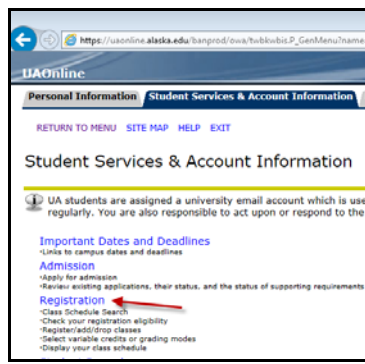 https://uaonline.alaska.edu/banprod/owa/twbkwbis.P_GenMenu?name
UAOnline
Personal Information Student Services & Account Information
RETURN TO MENU SITE MAP HELP EXIT
Student Services & Account Information
UA students are assigned a university email account which is use
regularly. You are also responsible to act upon or respond to the
Important Dates and Deadlines
•Links to campus dates and deadlines
Admission
•Apply for admission
•Review existing applications, their status, and the status of supporting requirements
Registration
•Class Schedule Search
•Check your registration eligibility
•Register/add/drop classes
•Select variable credits or grading modes
•Display your class schedule